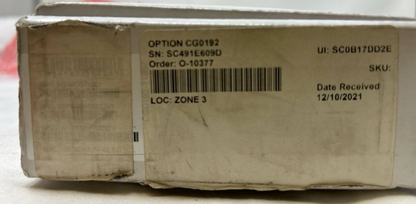 OPTION CG0192
SN: SC491E609D
Order: O-10377
LOC: ZONE 3
UI: SC0B17DD2E
SKU:
Date Received
12/10/2021